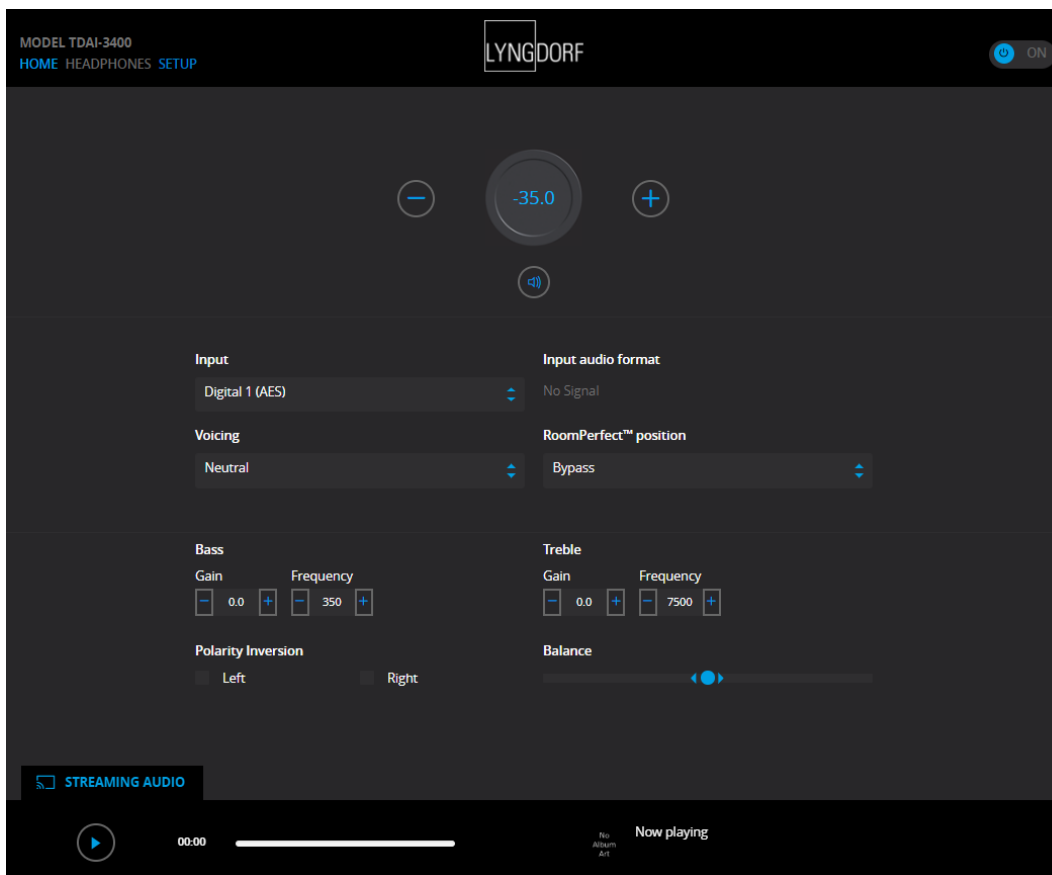 MODEL TDAI-3400
HOME HEADPHONES SETUP
LYNGDORF
ON
-35.0
Input
Input audio format
Digital 1 (AES)
No Signal
Voicing
RoomPerfect™ position
Neutral
Bypass
Bass
Treble
Gain Frequency
Gain Frequency
− 0.0 + − 350 +
− 0.0 + − 7500 +
Polarity Inversion
Balance
Left Right
STREAMING AUDIO
00:00
No
Album
Art
Now playing